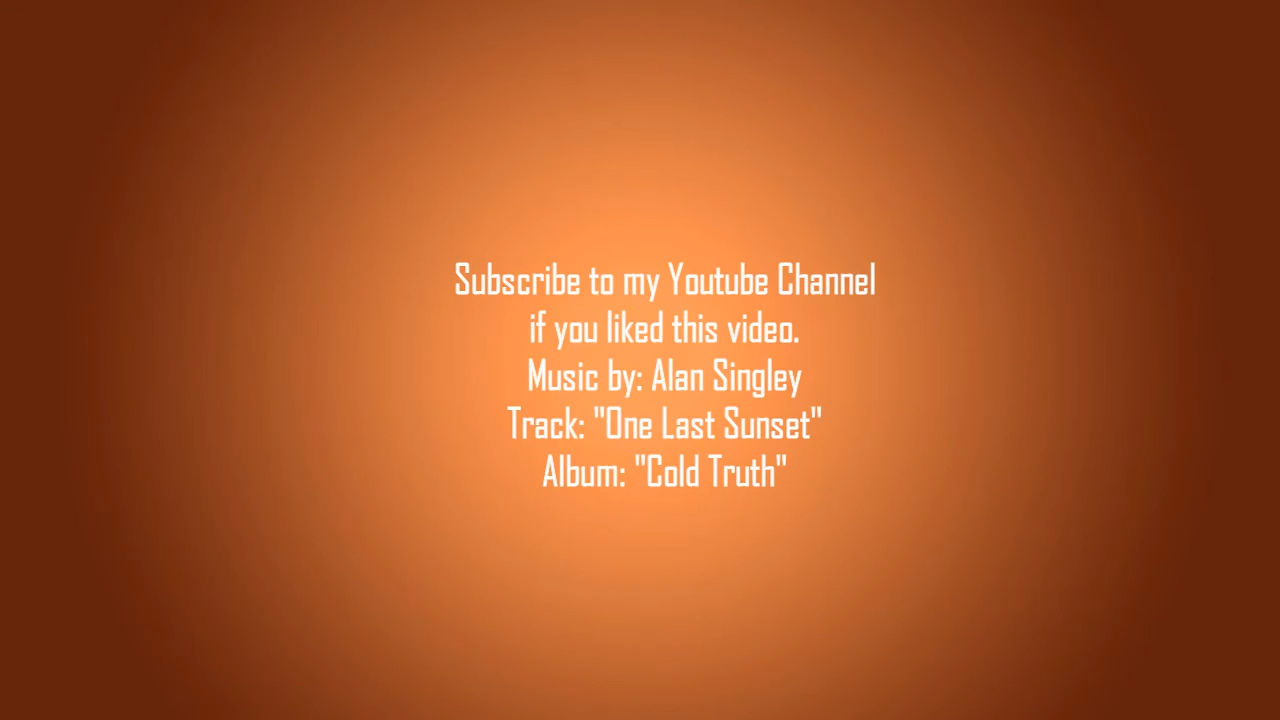 Subscribe to my Youtube Channel
if you liked this video.
Music by: Alan Singley
Track: "One Last Sunset"
Album: "Cold Truth"